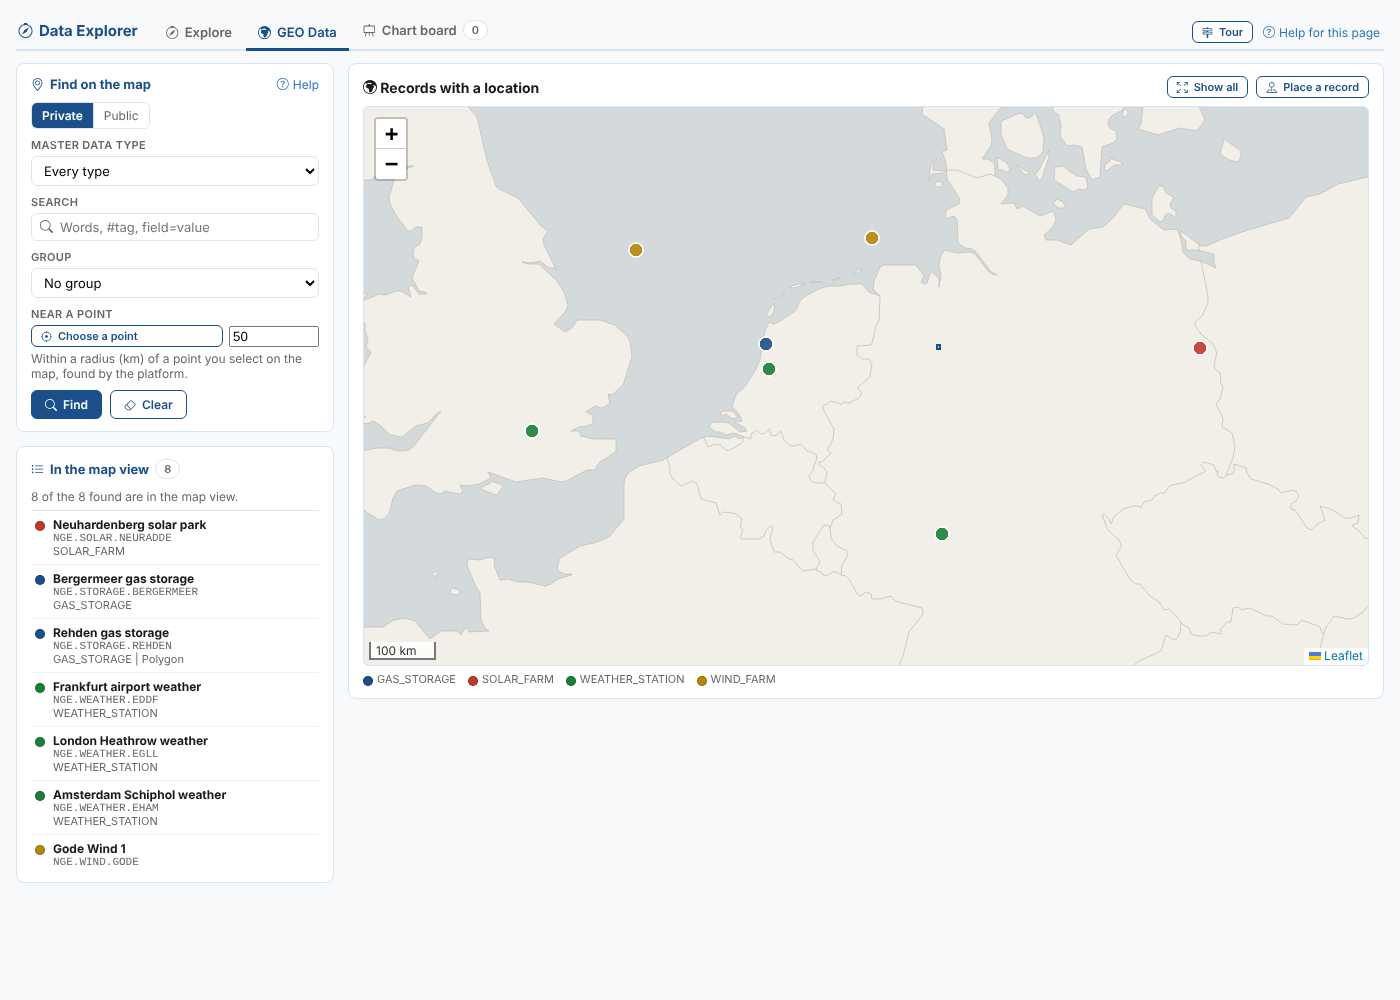 Data Explorer
Explore
GEO Data
Chart board 0
Tour
Help for this page
Find on the map
Help
Private
Public
MASTER DATA TYPE
Every type
SEARCH
Words, #tag, field=value
GROUP
No group
NEAR A POINT
Choose a point
50
Within a radius (km) of a point you select on the
map, found by the platform.
Find
Clear
In the map view 8
8 of the 8 found are in the map view.
Neuhardenberg solar park
NGE.SOLAR.NEURADDE
SOLAR_FARM
Bergermeer gas storage
NGE.STORAGE.BERGERMEER
GAS_STORAGE
Rehden gas storage
NGE.STORAGE.REHDEN
GAS_STORAGE | Polygon
Frankfurt airport weather
NGE.WEATHER.EDDF
WEATHER_STATION
London Heathrow weather
NGE.WEATHER.EGLL
WEATHER_STATION
Amsterdam Schiphol weather
NGE.WEATHER.EHAM
WEATHER_STATION
Gode Wind 1
NGE.WIND.GODE
Records with a location
Show all
Place a record
+
−
100 km
Leaflet
GAS_STORAGE
SOLAR_FARM
WEATHER_STATION
WIND_FARM